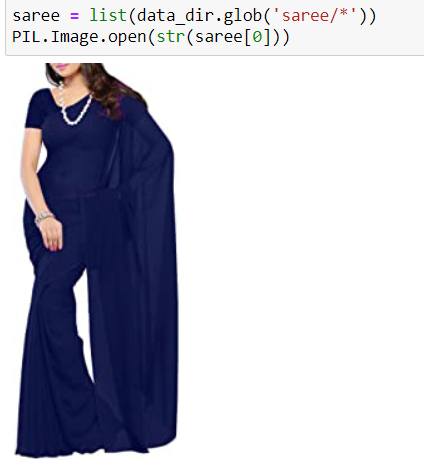 saree = list(data_dir.glob('saree/*'))
PIL.Image.open(str(saree[0]))